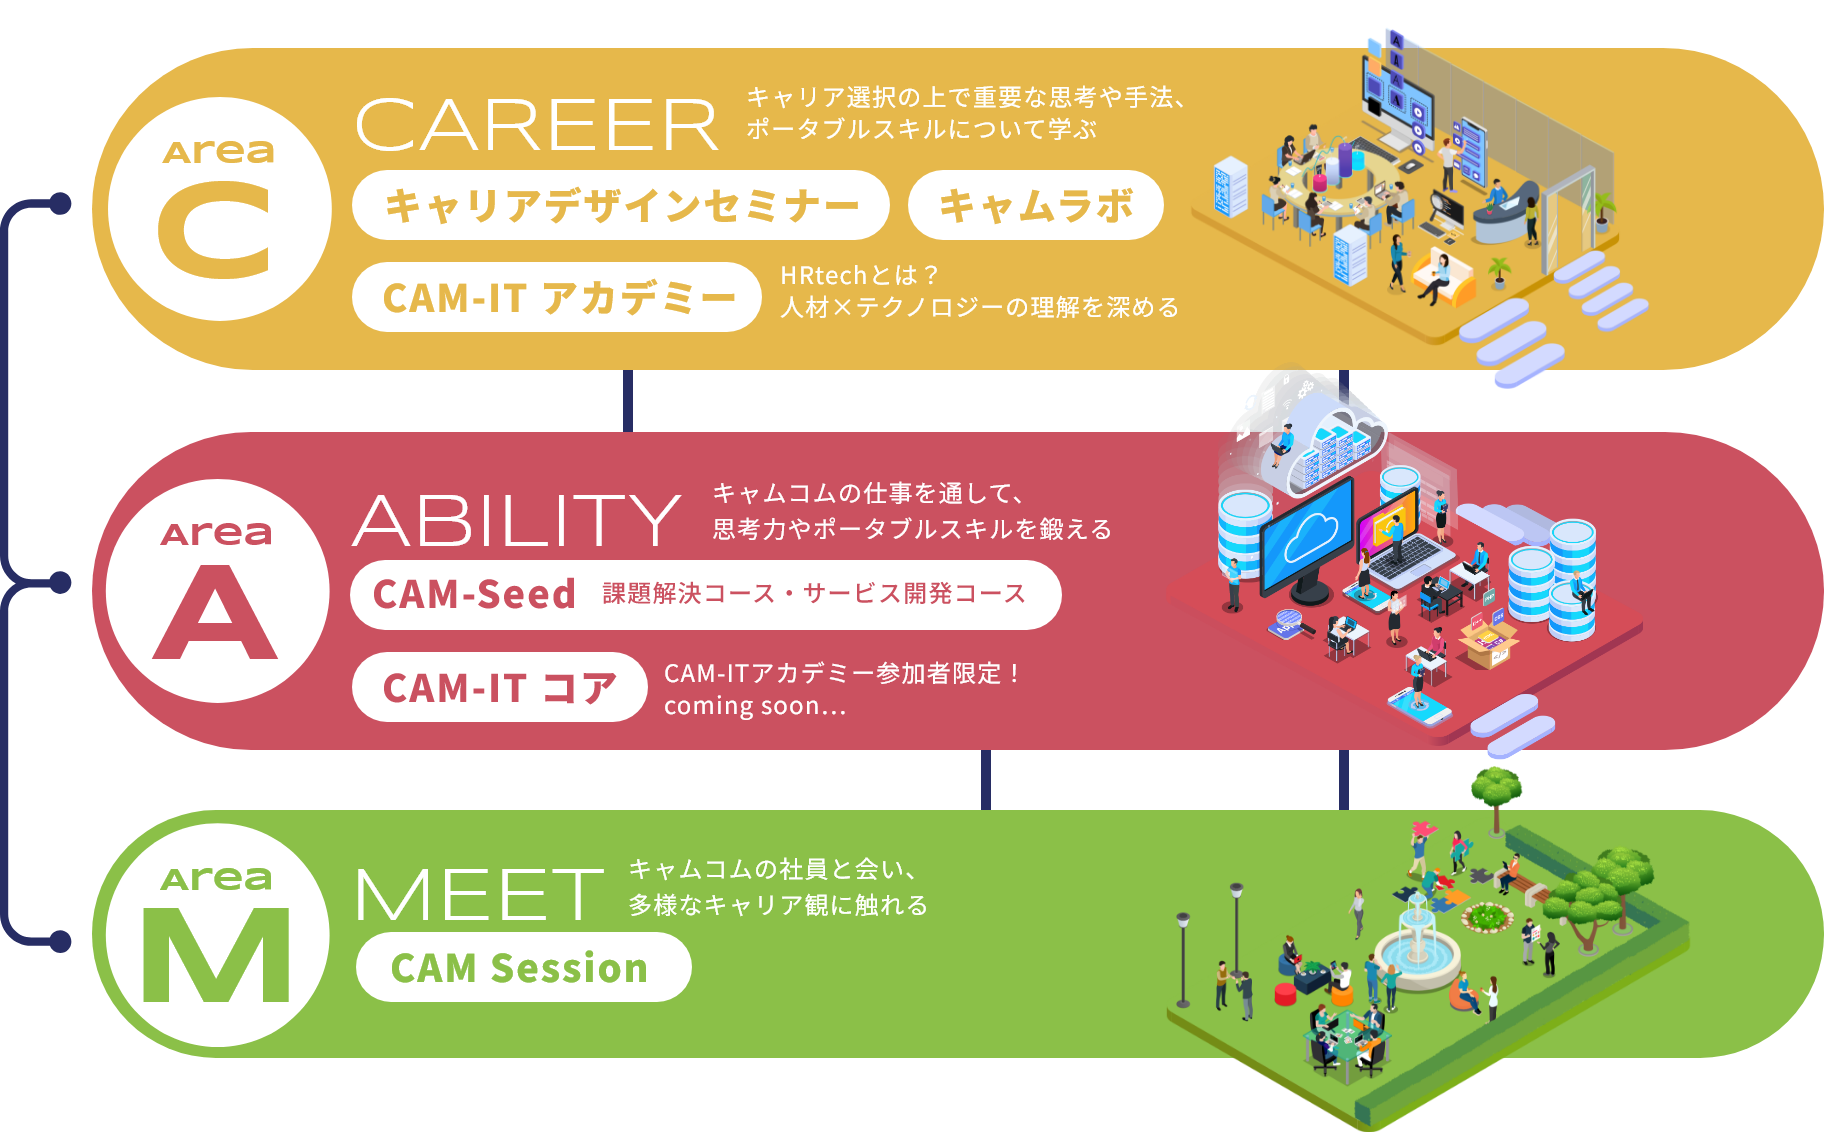 Area
C
CAREER
キャリア選択の上で重要な思考や手法、
ポータブルスキルについて学ぶ
キャリアデザインセミナー
キャムラボ
CAM-IT アカデミー
HRtechとは？
人材×テクノロジーの理解を深める
Area
A
ABILITY
キャムコムの仕事を通して、
思考力やポータブルスキルを鍛える
CAM-Seed 課題解決コース・サービス開発コース
CAM-IT コア
CAM-ITアカデミー参加者限定！
coming soon...
Area
M
MEET
キャムコムの社員と会い、
多様なキャリア観に触れる
CAM Session